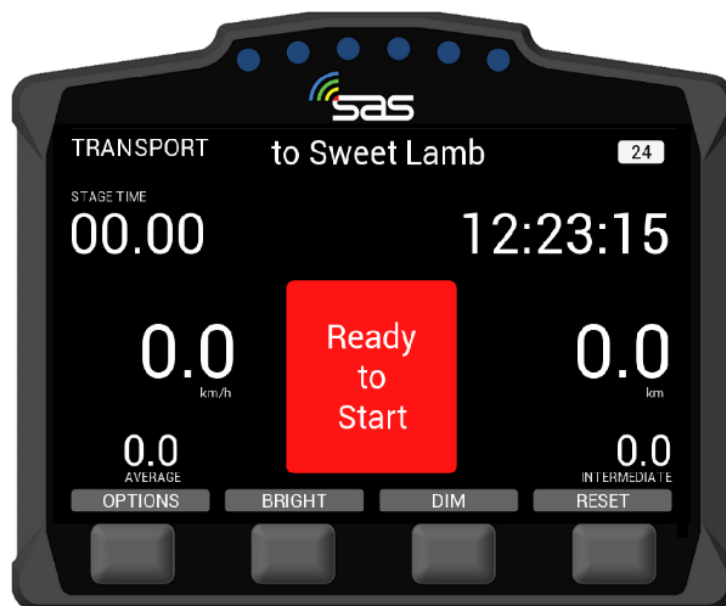 sas
TRANSPORT to Sweet Lamb 24
STAGE TIME
00.00 12:23:15
0.0 km/h
Ready
to
Start
0.0 km
0.0
AVERAGE
0.0
INTERMEDIATE
OPTIONS BRIGHT DIM RESET